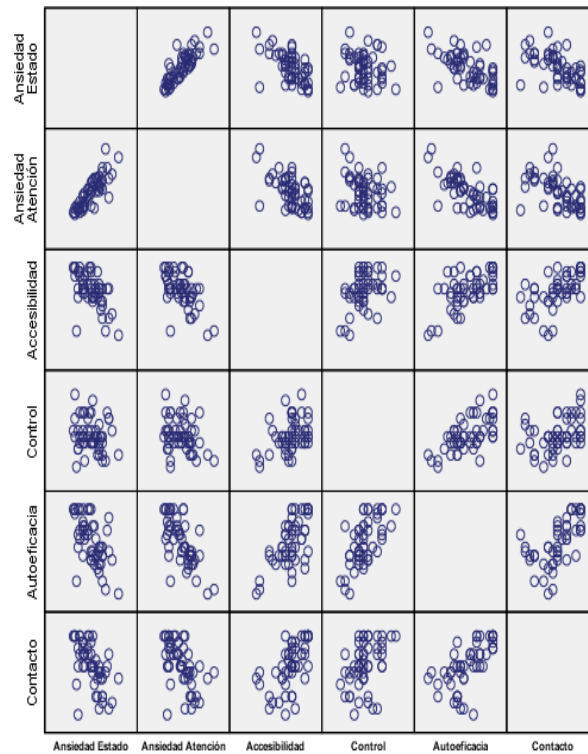 Ansiedad
Estado
Ansiedad
Atención
Accesibilidad
Control
Autoeficacia
Contacto
Ansiedad Estado
Ansiedad Atención
Accesibilidad
Control
Autoeficacia
Contacto